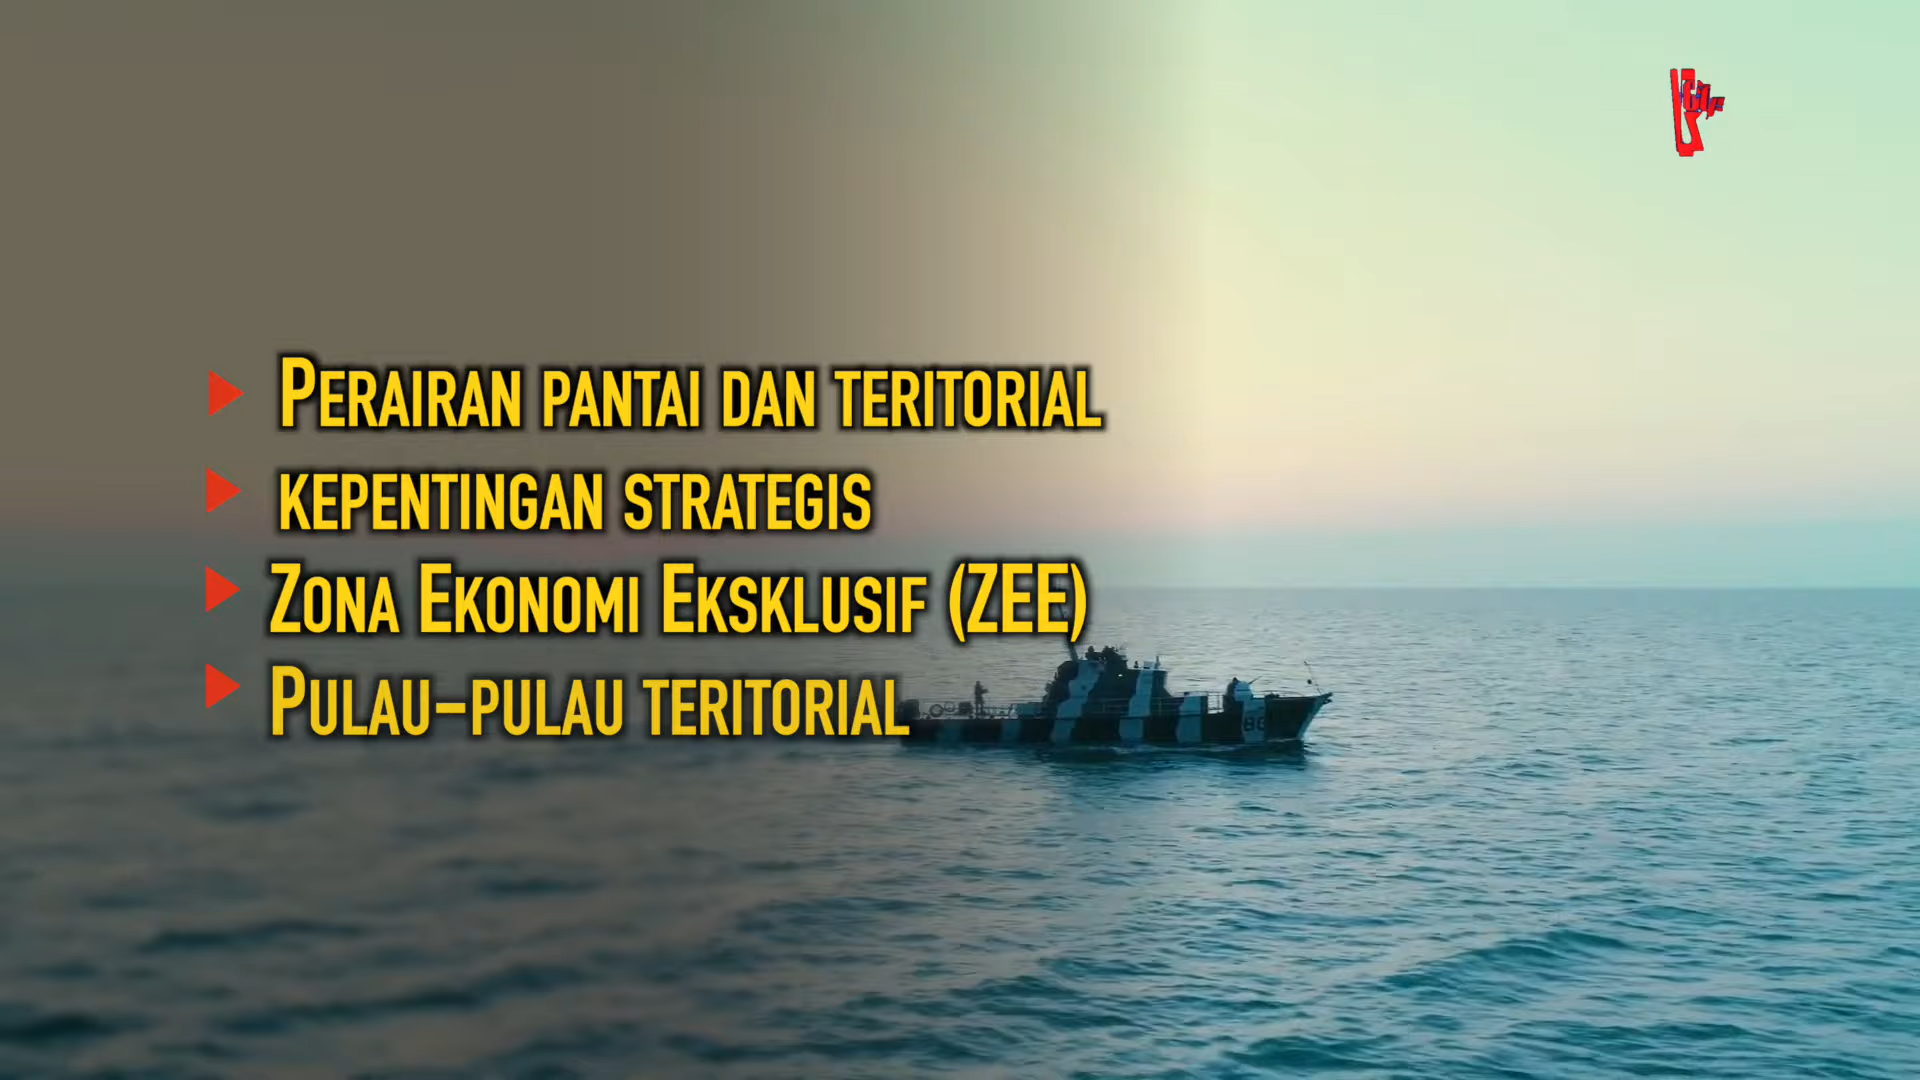 Perairan pantai dan teritorial
kepentingan strategis
Zona Ekonomi Eksklusif (ZEE)
Pulau-pulau teritorial